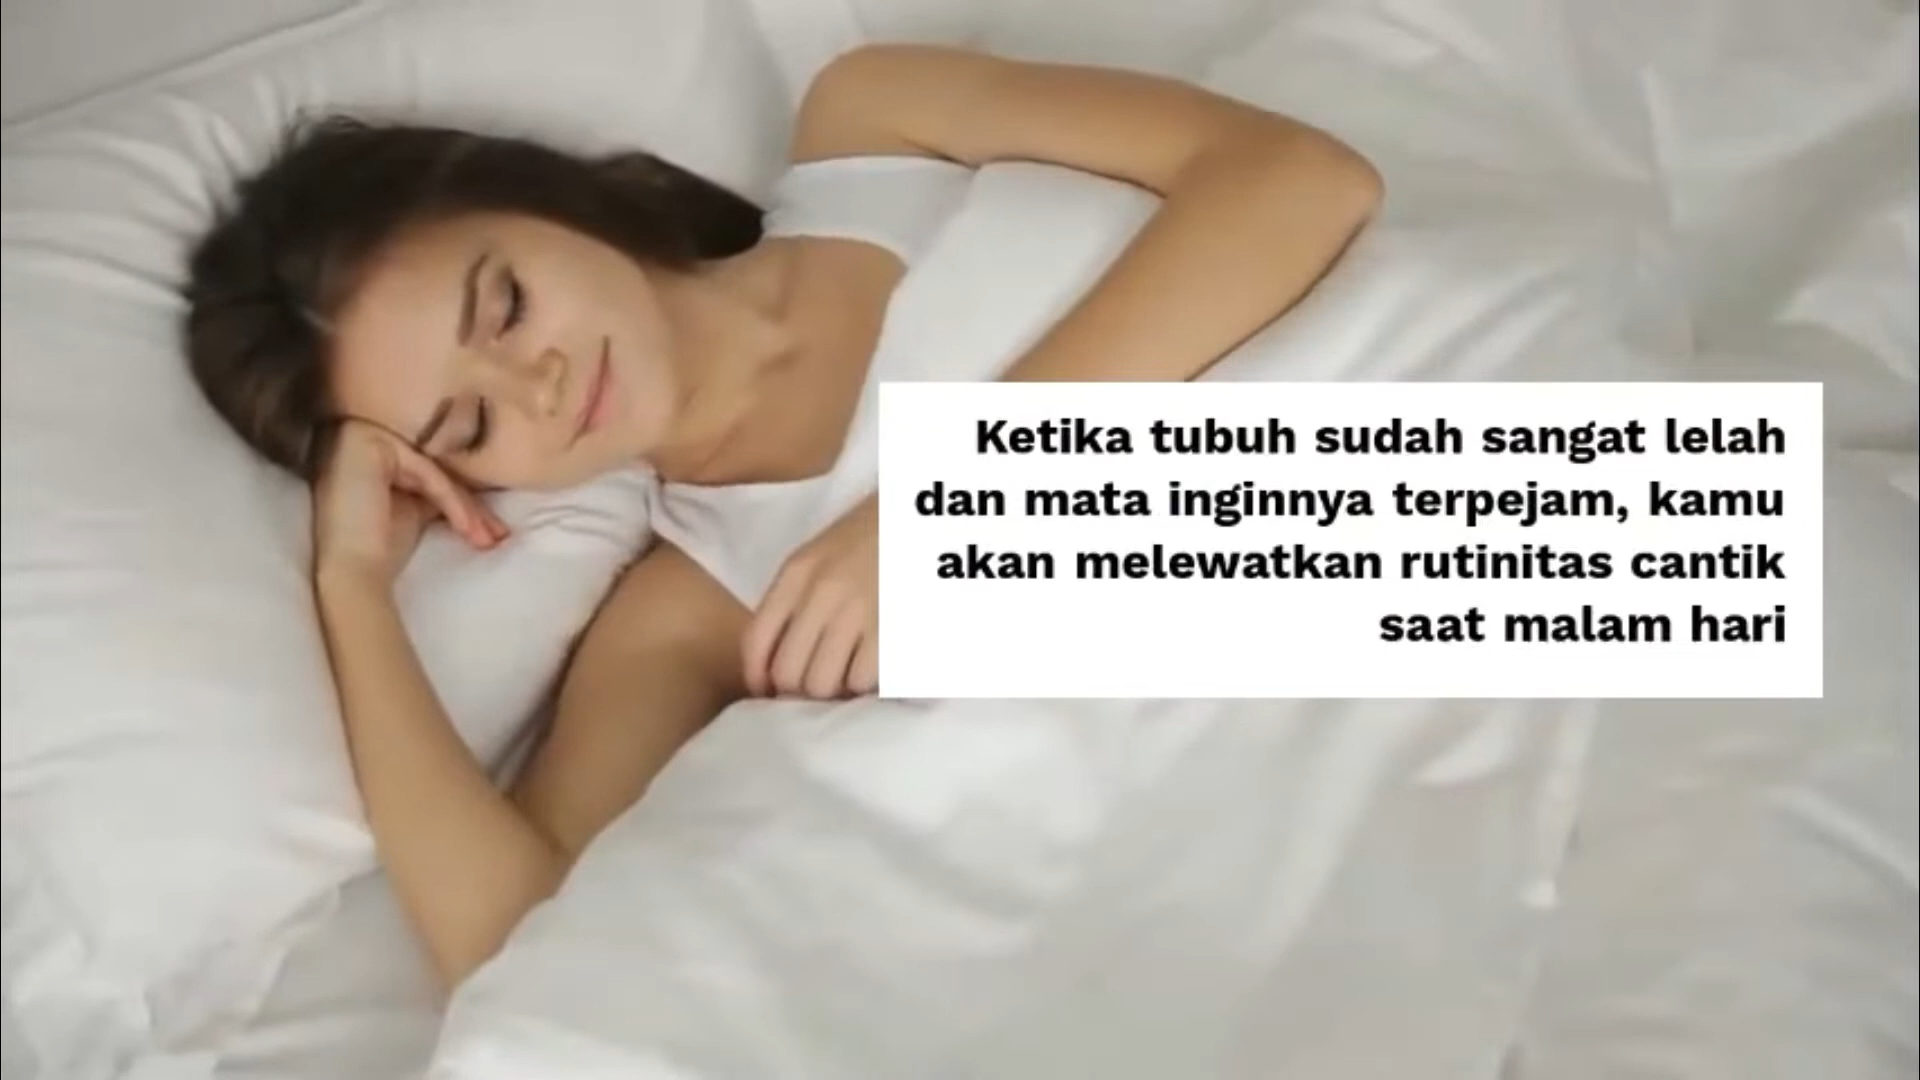 Ketika tubuh sudah sangat lelah
dan mata inginnya terpejam, kamu
akan melewatkan rutinitas cantik
saat malam hari